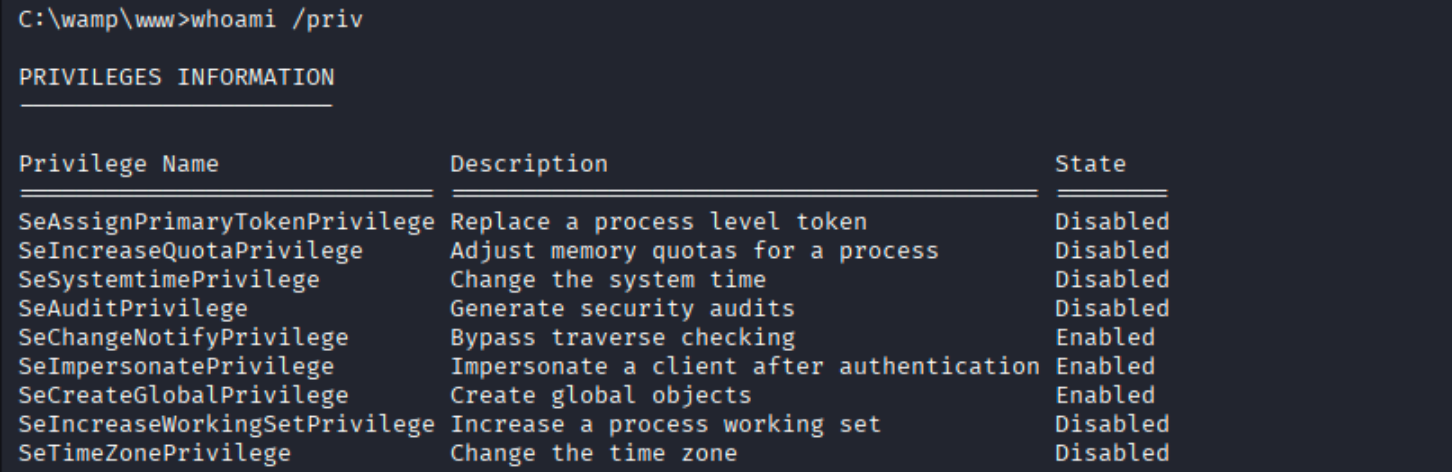 C:\wamp\www>whoami /priv
PRIVILEGES INFORMATION
Privilege Name Description State
SeAssignPrimaryTokenPrivilege Replace a process level token Disabled
SeIncreaseQuotaPrivilege Adjust memory quotas for a process Disabled
SeSystemtimePrivilege Change the system time Disabled
SeAuditPrivilege Generate security audits Disabled
SeChangeNotifyPrivilege Bypass traverse checking Enabled
SeImpersonatePrivilege Impersonate a client after authentication Enabled
SeCreateGlobalPrivilege Create global objects Enabled
SeIncreaseWorkingSetPrivilege Increase a process working set Disabled
SeTimeZonePrivilege Change the time zone Disabled